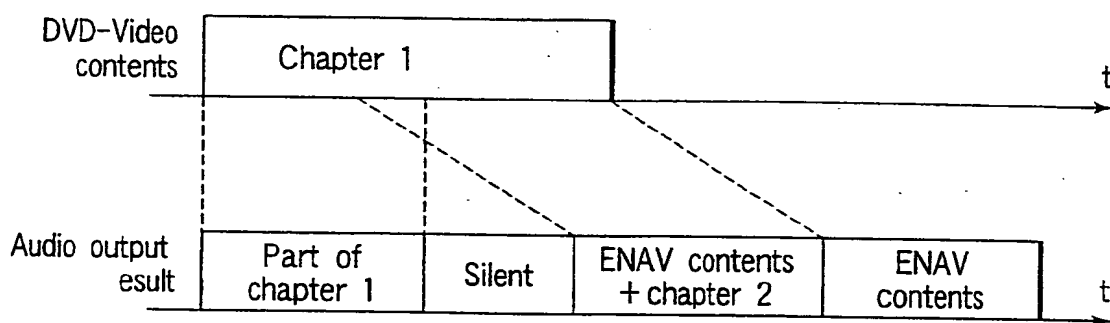 DVD-Video
contents
Chapter 1
t
Audio output
esult
Part of
chapter 1
Silent
ENAV contents
+ chapter 2
ENAV
contents
t